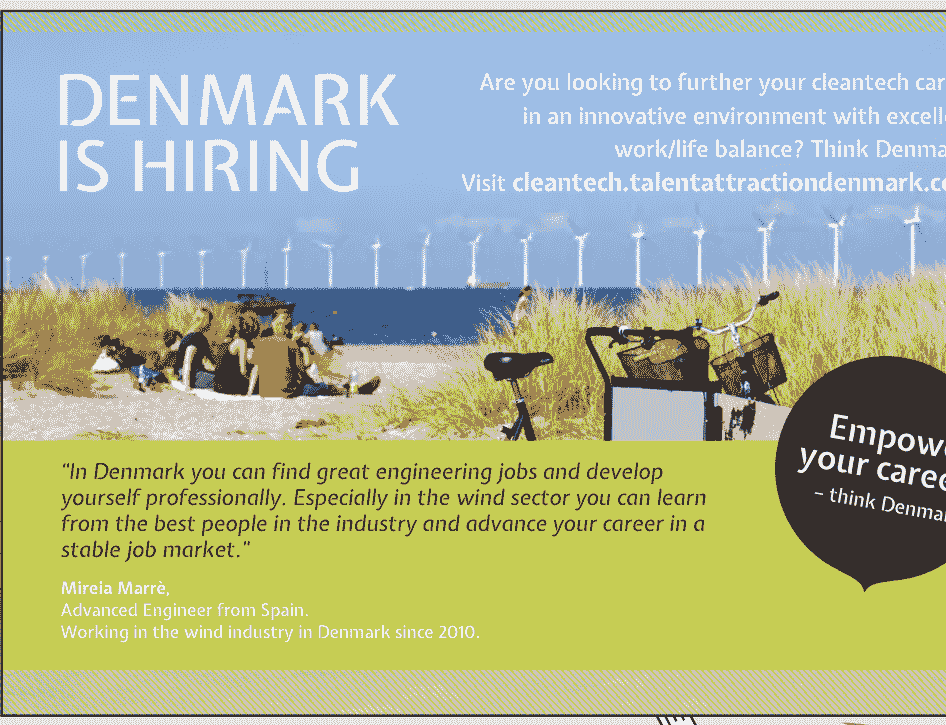 DENMARK
IS HIRING
Are you looking to further your cleantech car
in an innovative environment with excell
work/life balance? Think Denma
Visit cleantech.talentattractiondenmark.co
"In Denmark you can find great engineering jobs and develop
yourself professionally. Especially in the wind sector you can learn
from the best people in the industry and advance your career in a
stable job market."
Mireia Marrè,
Advanced Engineer from Spain.
Working in the wind industry in Denmark since 2010.
Empow
your caree
– think Denma